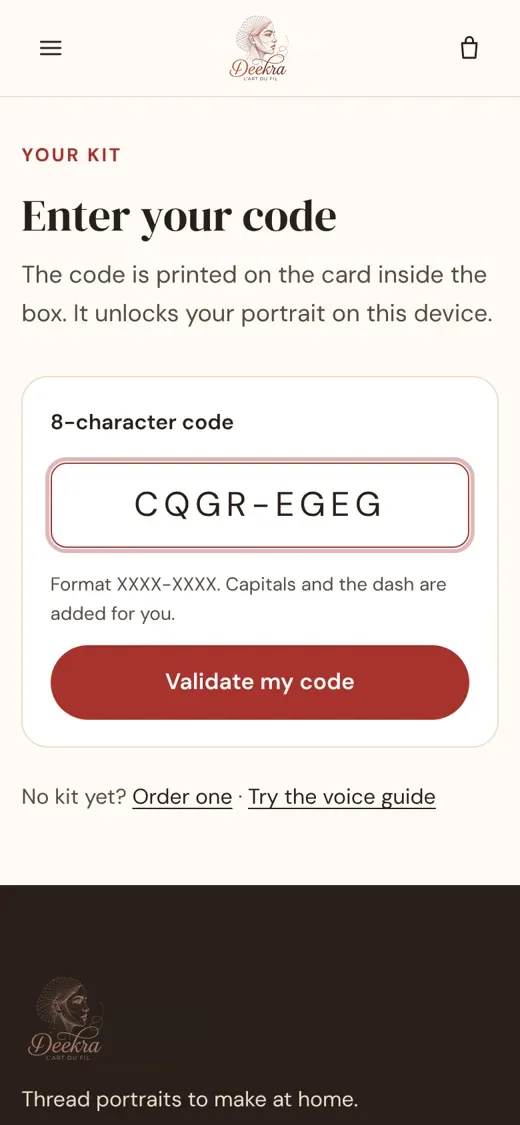 Deekra
L'ART DU FIL
YOUR KIT
Enter your code
The code is printed on the card inside the
box. It unlocks your portrait on this device.
8-character code
CQGR-EGEG
Format XXXX-XXXX. Capitals and the dash are
added for you.
Validate my code
No kit yet? Order one · Try the voice guide
Deekra
L'ART DU FIL
Thread portraits to make at home.